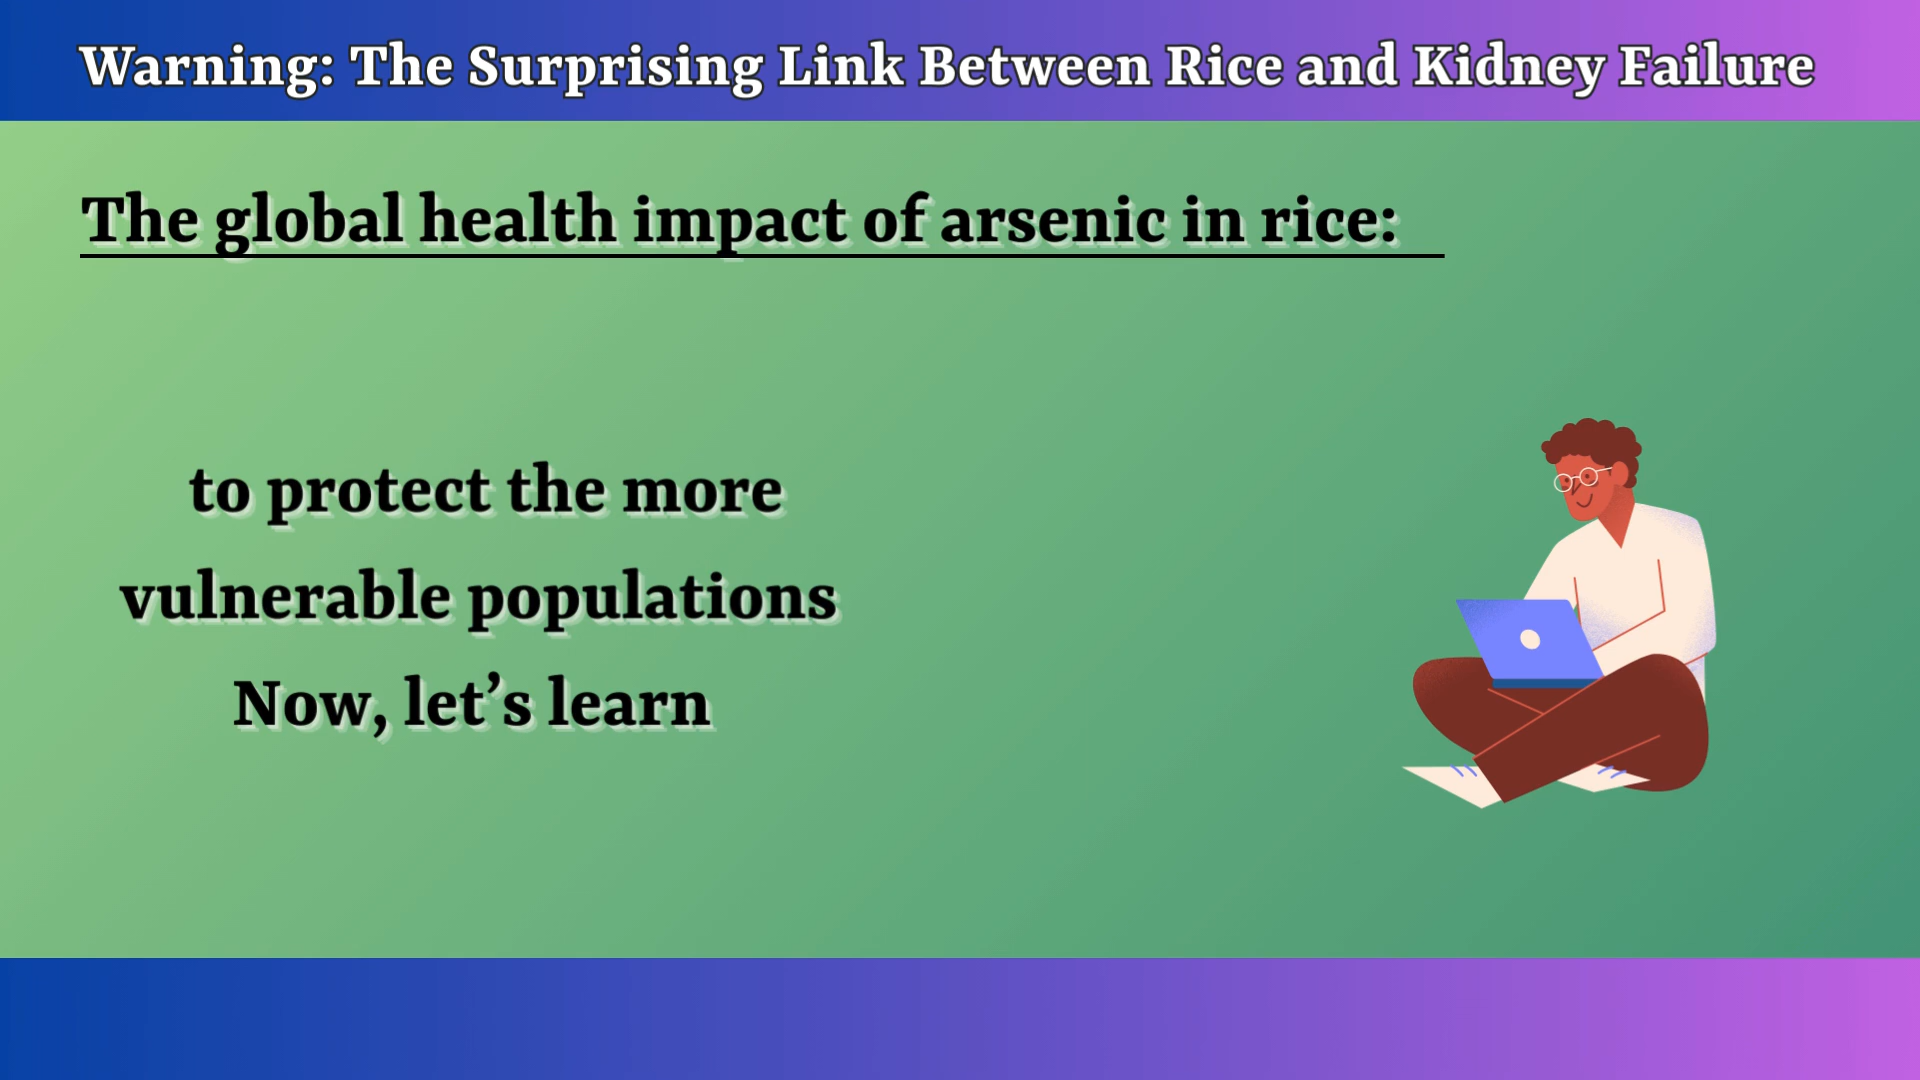 Warning: The Surprising Link Between Rice and Kidney Failure
The global health impact of arsenic in rice:
to protect the more
vulnerable populations
Now, let’s learn